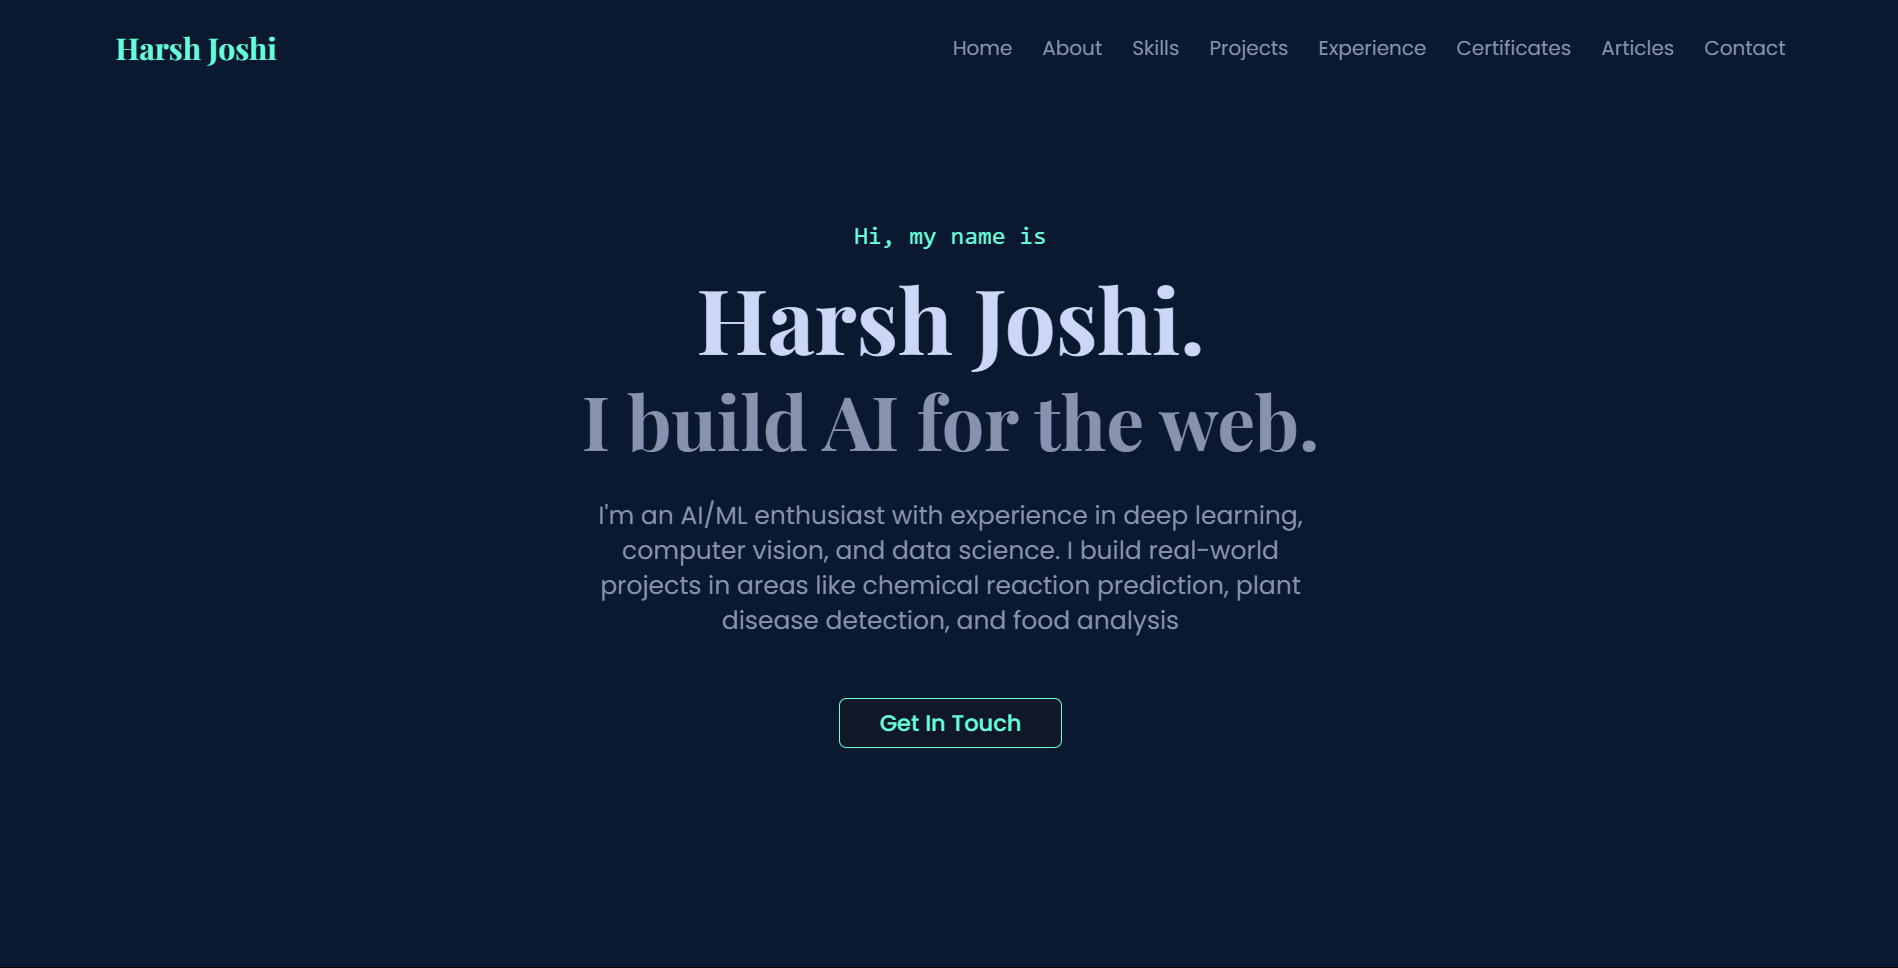 Harsh Joshi
Home About Skills Projects Experience Certificates Articles Contact
Hi, my name is
Harsh Joshi.
I build AI for the web.
I'm an AI/ML enthusiast with experience in deep learning,
computer vision, and data science. I build real-world
projects in areas like chemical reaction prediction, plant
disease detection, and food analysis
Get In Touch